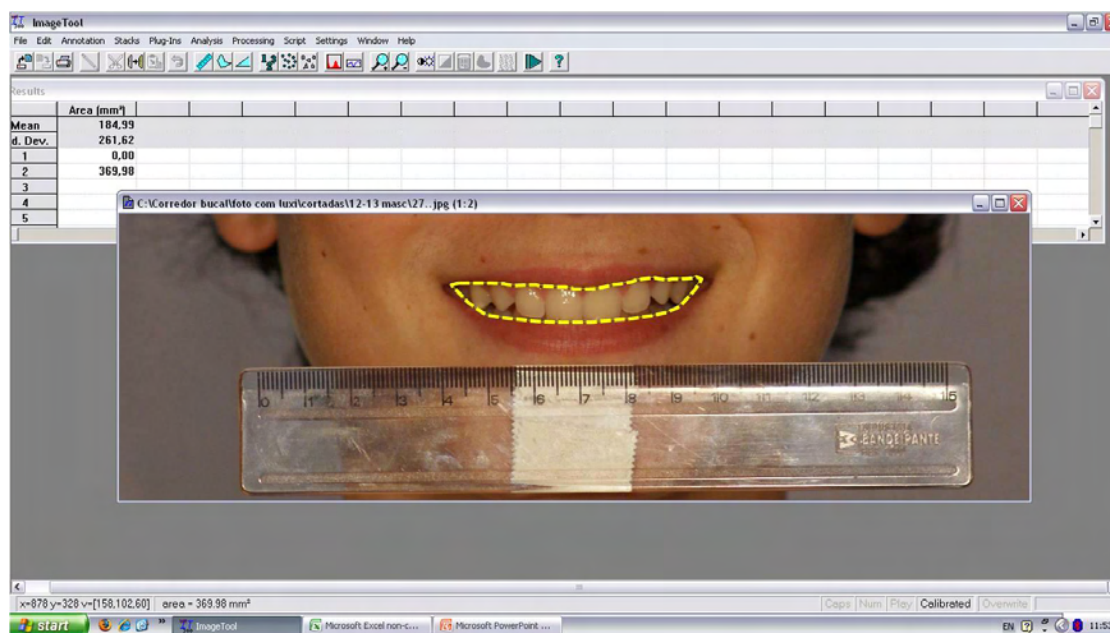 ImageTool
File Edit Annotation Stacks Plug-Ins Analysis Processing Script Settings Window Help
Results
Area (mm²)
Mean 184,99
d. Dev. 261,62
1 0,00
2 369,98
3
4
5
C:\Corredor bucal\foto com luxi\cortadas\12-13 masc\27..jpg (1:2)
0 1 2 3 4 5 6 7 8 9 10 11 12 13 14 15
BANDEIRANTE
x=878 y=328 v=[158,102,60] area = 369.98 mm²
Caps Num Play Calibrated Overwrite
start ImageTool Microsoft Excel non-c... Microsoft PowerPoint ... EN 11:53